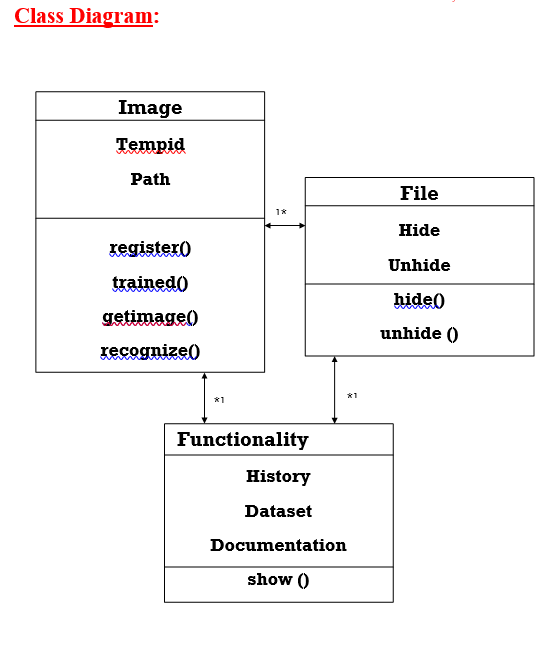 Class Diagram:
Image
Tempid
Path
register()
trained()
getimage()
recognize()
1*
File
Hide
Unhide
hide()
unhide ()
*1
*1
Functionality
History
Dataset
Documentation
show ()